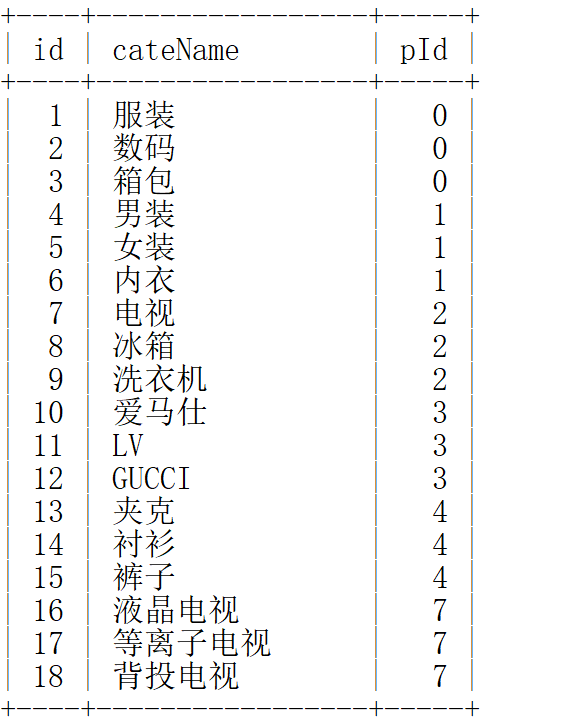 id cateName pId
1 服装 0
2 数码 0
3 箱包 0
4 男装 1
5 女装 1
6 内衣 1
7 电视 2
8 冰箱 2
9 洗衣机 2
10 爱马仕 3
11 LV 3
12 GUCCI 3
13 夹克 4
14 衬衫 4
15 裤子 4
16 液晶电视 7
17 等离子电视 7
18 背投电视 7